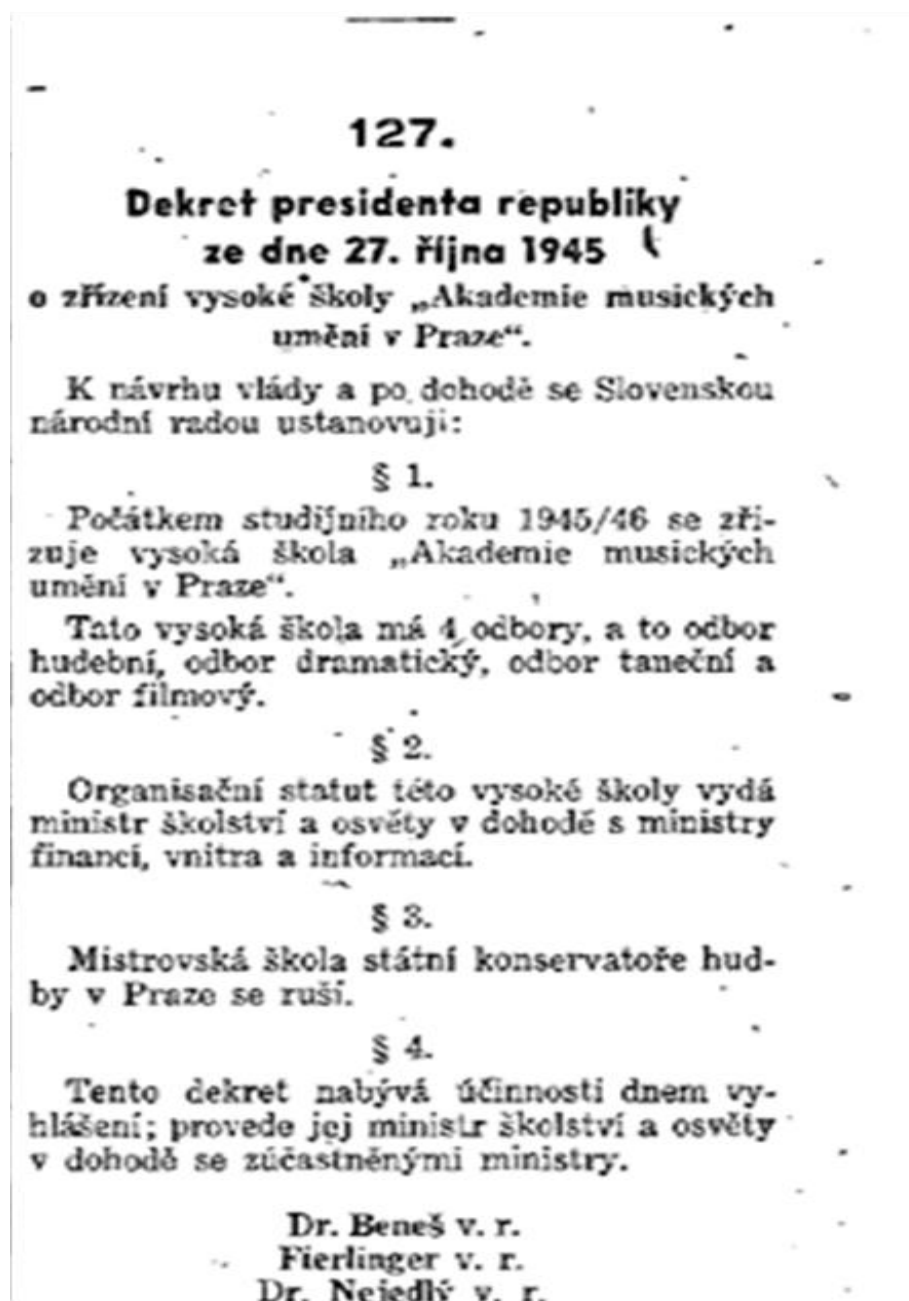 127.
Dekret presidenta republiky
ze dne 27. října 1945
o zřízení vysoké školy „Akademie musických
umění v Praze“.
K návrhu vlády a po dohodě se Slovenskou
národní radou ustanovuji:
§ 1.
Počátkem studijního roku 1945/46 se zři-
zuje vysoká škola „Akademie musických
umění v Praze“.
Tato vysoká škola má 4 odbory, a to odbor
hudební, odbor dramatický, odbor taneční a
odbor filmový.
§ 2.
Organisační statut této vysoké školy vydá
ministr školství a osvěty v dohodě s ministry
financí, vnitra a informací.
§ 3.
Mistrovská škola státní konservatoře hud-
by v Praze se ruší.
§ 4.
Tento dekret nabývá účinnosti dnem vy-
hlášení; provede jej ministr školství a osvěty
v dohodě se zúčastněnými ministry.
Dr. Beneš v. r.
Fierlinger v. r.
Dr. Nejedlý v. r.